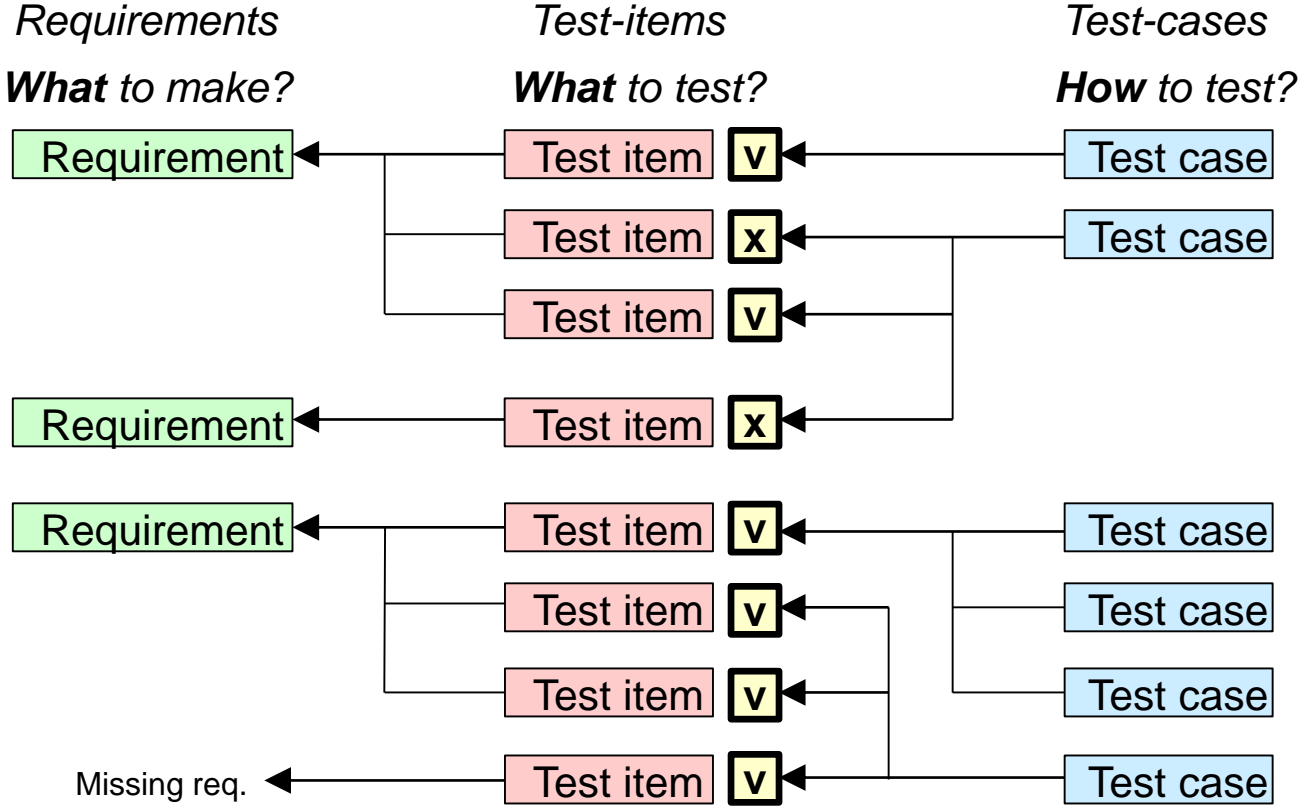 Requirements Test-items Test-cases
What to make? What to test? How to test?
Requirement Test item v Test case
Test item x Test case
Test item v
Requirement Test item x
Requirement Test item v Test case
Test item v Test case
Test item v Test case
Missing req. Test item v Test case